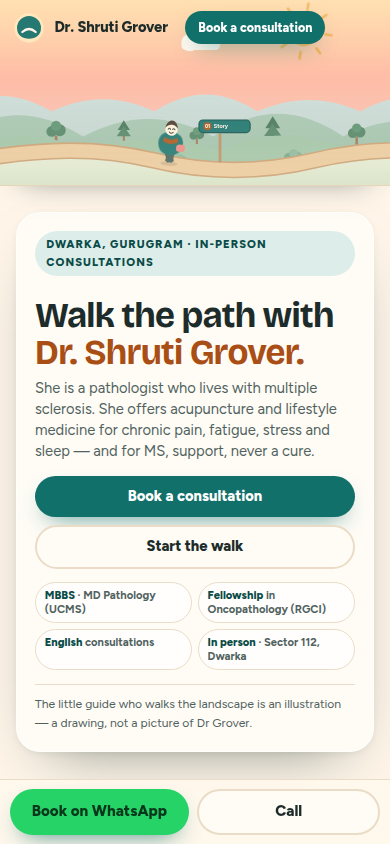 Dr. Shruti Grover
Book a consultation
01 Story
DWARKA, GURUGRAM · IN-PERSON
CONSULTATIONS
Walk the path with
Dr. Shruti Grover.
She is a pathologist who lives with multiple
sclerosis. She offers acupuncture and lifestyle
medicine for chronic pain, fatigue, stress and
sleep — and for MS, support, never a cure.
Book a consultation
Start the walk
MBBS · MD Pathology
(UCMS)
Fellowship in
Oncopathology (RGCI)
English consultations
In person · Sector 112,
Dwarka
The little guide who walks the landscape is an illustration
— a drawing, not a picture of Dr Grover.
Book on WhatsApp
Call